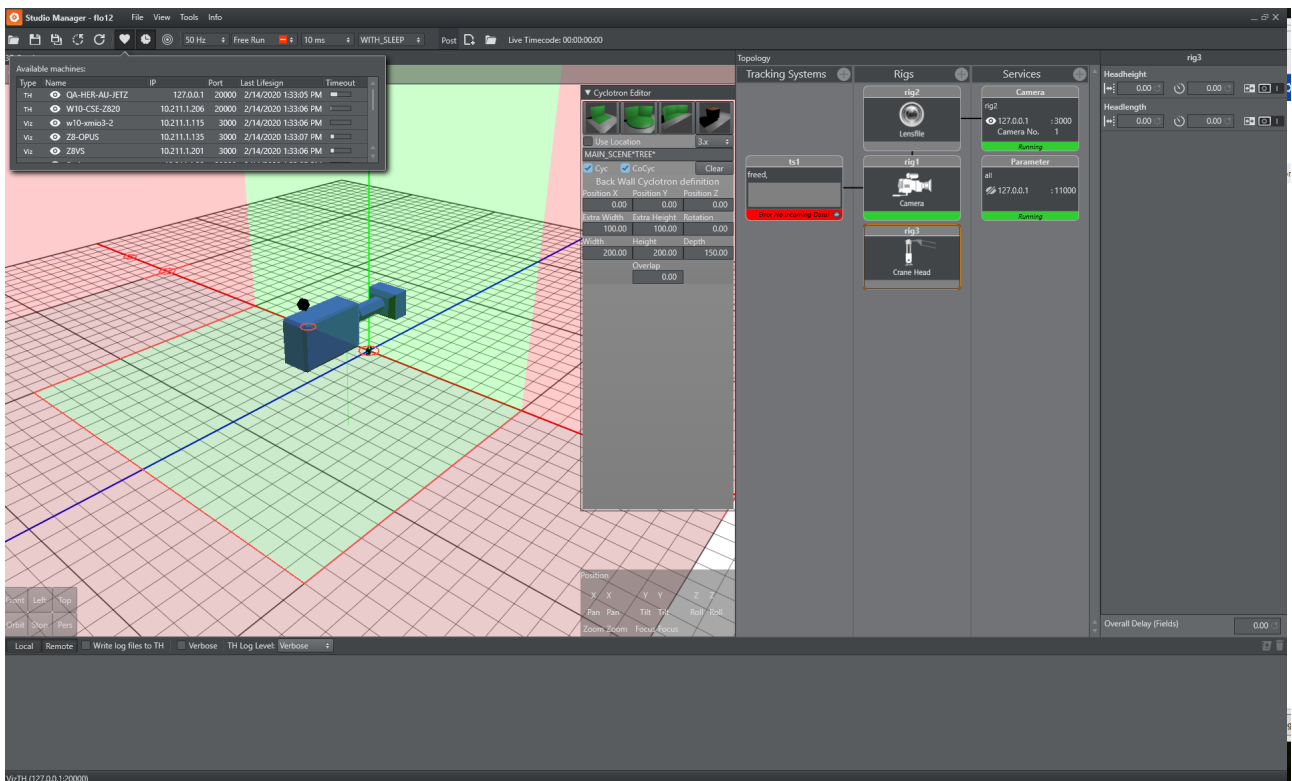 Studio Manager - flo12 File View Tools Info
50 Hz Free Run 10 ms WITH_SLEEP Post Live Timecode: 00:00:00:00
Available machines:
Type Name IP Port Last Lifesign Timeout
TH QA-HER-AU-JETZ 127.0.0.1 20000 2/14/2020 1:33:05 PM
TH W10-CSE-Z820 10.211.1.206 20000 2/14/2020 1:33:06 PM
Viz w10-xmio3-2 10.211.1.115 3000 2/14/2020 1:33:06 PM
Viz Z8-OPUS 10.211.1.135 3000 2/14/2020 1:33:07 PM
Viz Z8VS 10.211.1.201 3000 2/14/2020 1:33:06 PM
Cyclotron Editor
Use Location 3.x
MAIN_SCENE*TREE*
Cyc CoCyc Clear
Back Wall Cyclotron definition
Position X Position Y Position Z
0.00 0.00 0.00
Extra Width Extra Height Rotation
100.00 100.00 0.00
Width Height Depth
200.00 200.00 150.00
Overlap
0.00
Position
X X Y Y Z Z
Pan Pan Tilt Tilt Roll Roll
Zoom Zoom Focus Focus
Front Left Top
Orbit Ston Pers
Topology
Tracking Systems
ts1
freed,
Error No incoming Data!
Rigs
rig2
Lensfile
rig1
Camera
rig3
Crane Head
Services
Camera
rig2
127.0.0.1 :3000
Camera No. 1
Running
Parameter
all
127.0.0.1 :11000
Running
rig3
Headheight
0.00 0.00
Headlength
0.00 0.00
Overall Delay (Fields) 0.00
Local Remote Write log files to TH Verbose TH Log Level: Verbose
VizTH (127.0.0.1:20000)